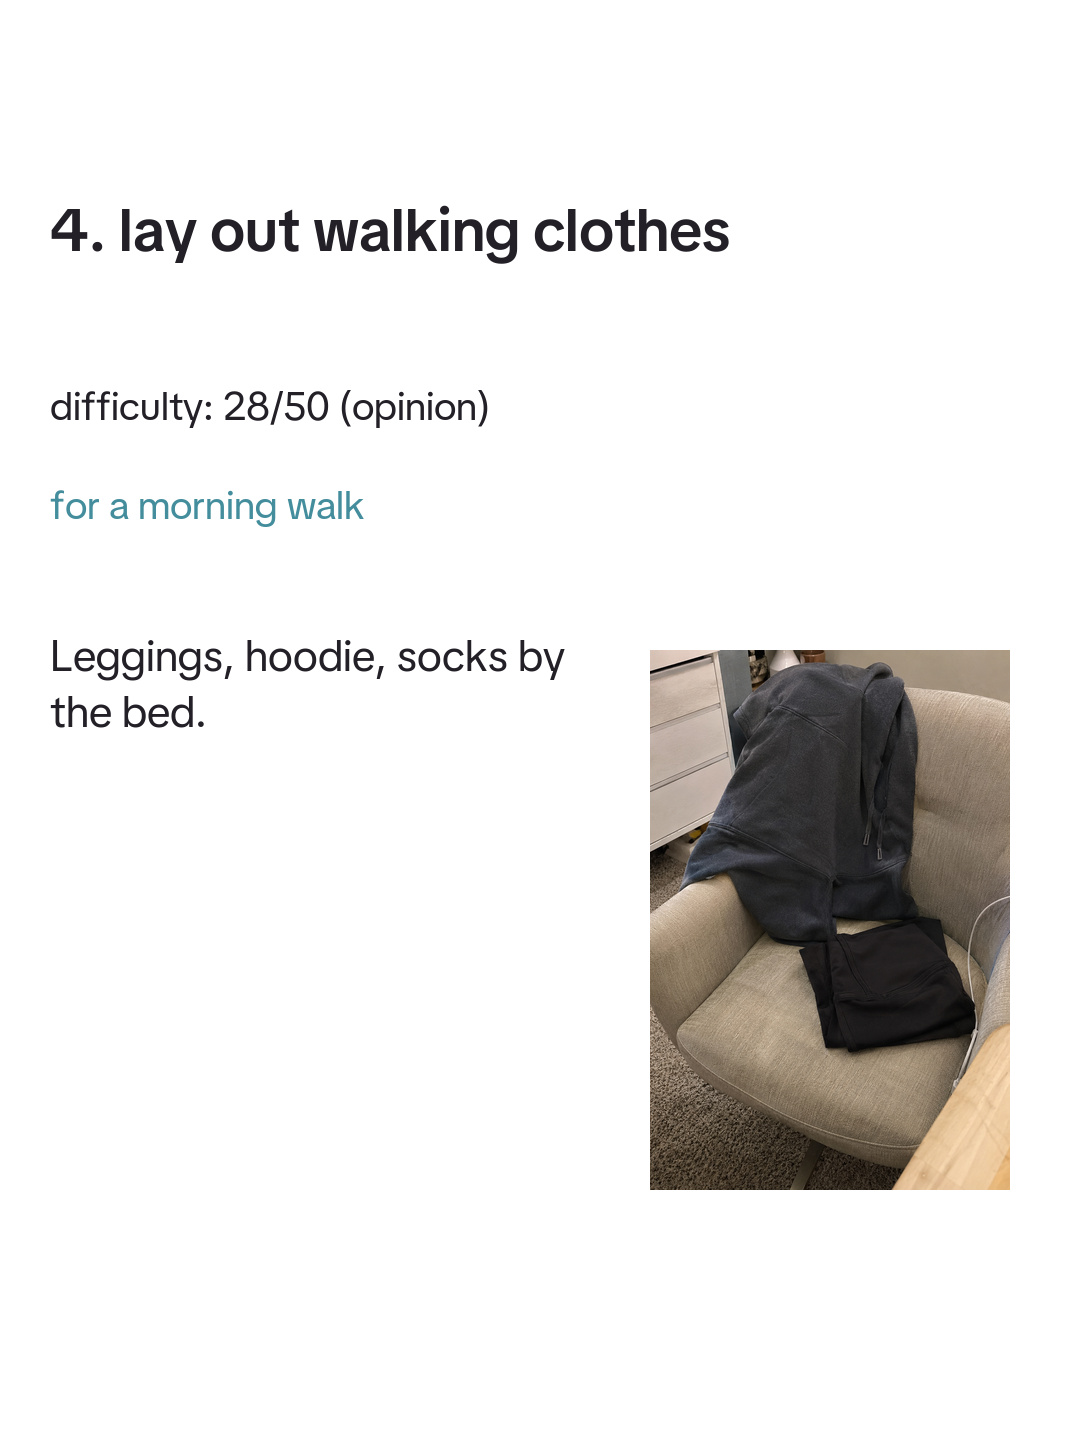 4. lay out walking clothes
difficulty: 28/50 (opinion)
for a morning walk
Leggings, hoodie, socks by
the bed.